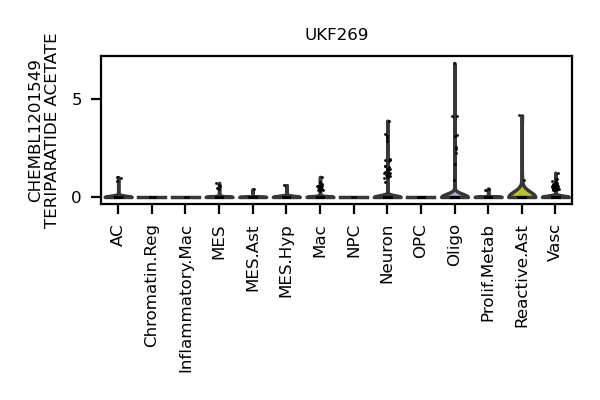 UKF269
CHEMBL1201549
TERIPARATIDE ACETATE
5
0
AC
Chromatin.Reg
Inflammatory.Mac
MES
MES.Ast
MES.Hyp
Mac
NPC
Neuron
OPC
Oligo
Prolif.Metab
Reactive.Ast
Vasc